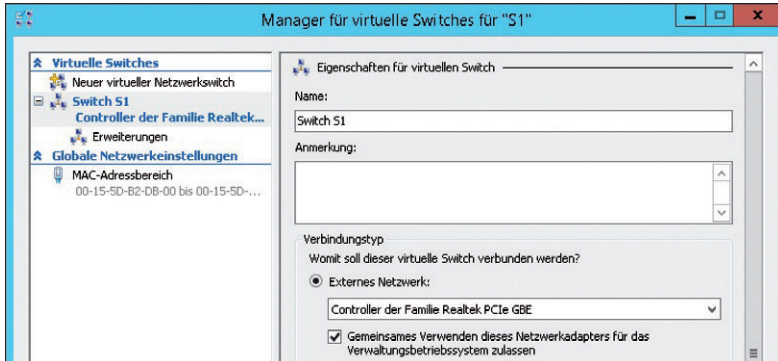 Manager für virtuelle Switches für "S1"
Virtuelle Switches
Neuer virtueller Netzwerkswitch
Switch S1
Controller der Familie Realtek...
Erweiterungen
Globale Netzwerkeinstellungen
MAC-Adressbereich
00-15-5D-B2-DB-00 bis 00-15-5D-...
Eigenschaften für virtuellen Switch
Name:
Switch S1
Anmerkung:
Verbindungstyp
Womit soll dieser virtuelle Switch verbunden werden?
Externes Netzwerk:
Controller der Familie Realtek PCIe GBE
Gemeinsames Verwenden dieses Netzwerkadapters für das
Verwaltungsbetriebssystem zulassen